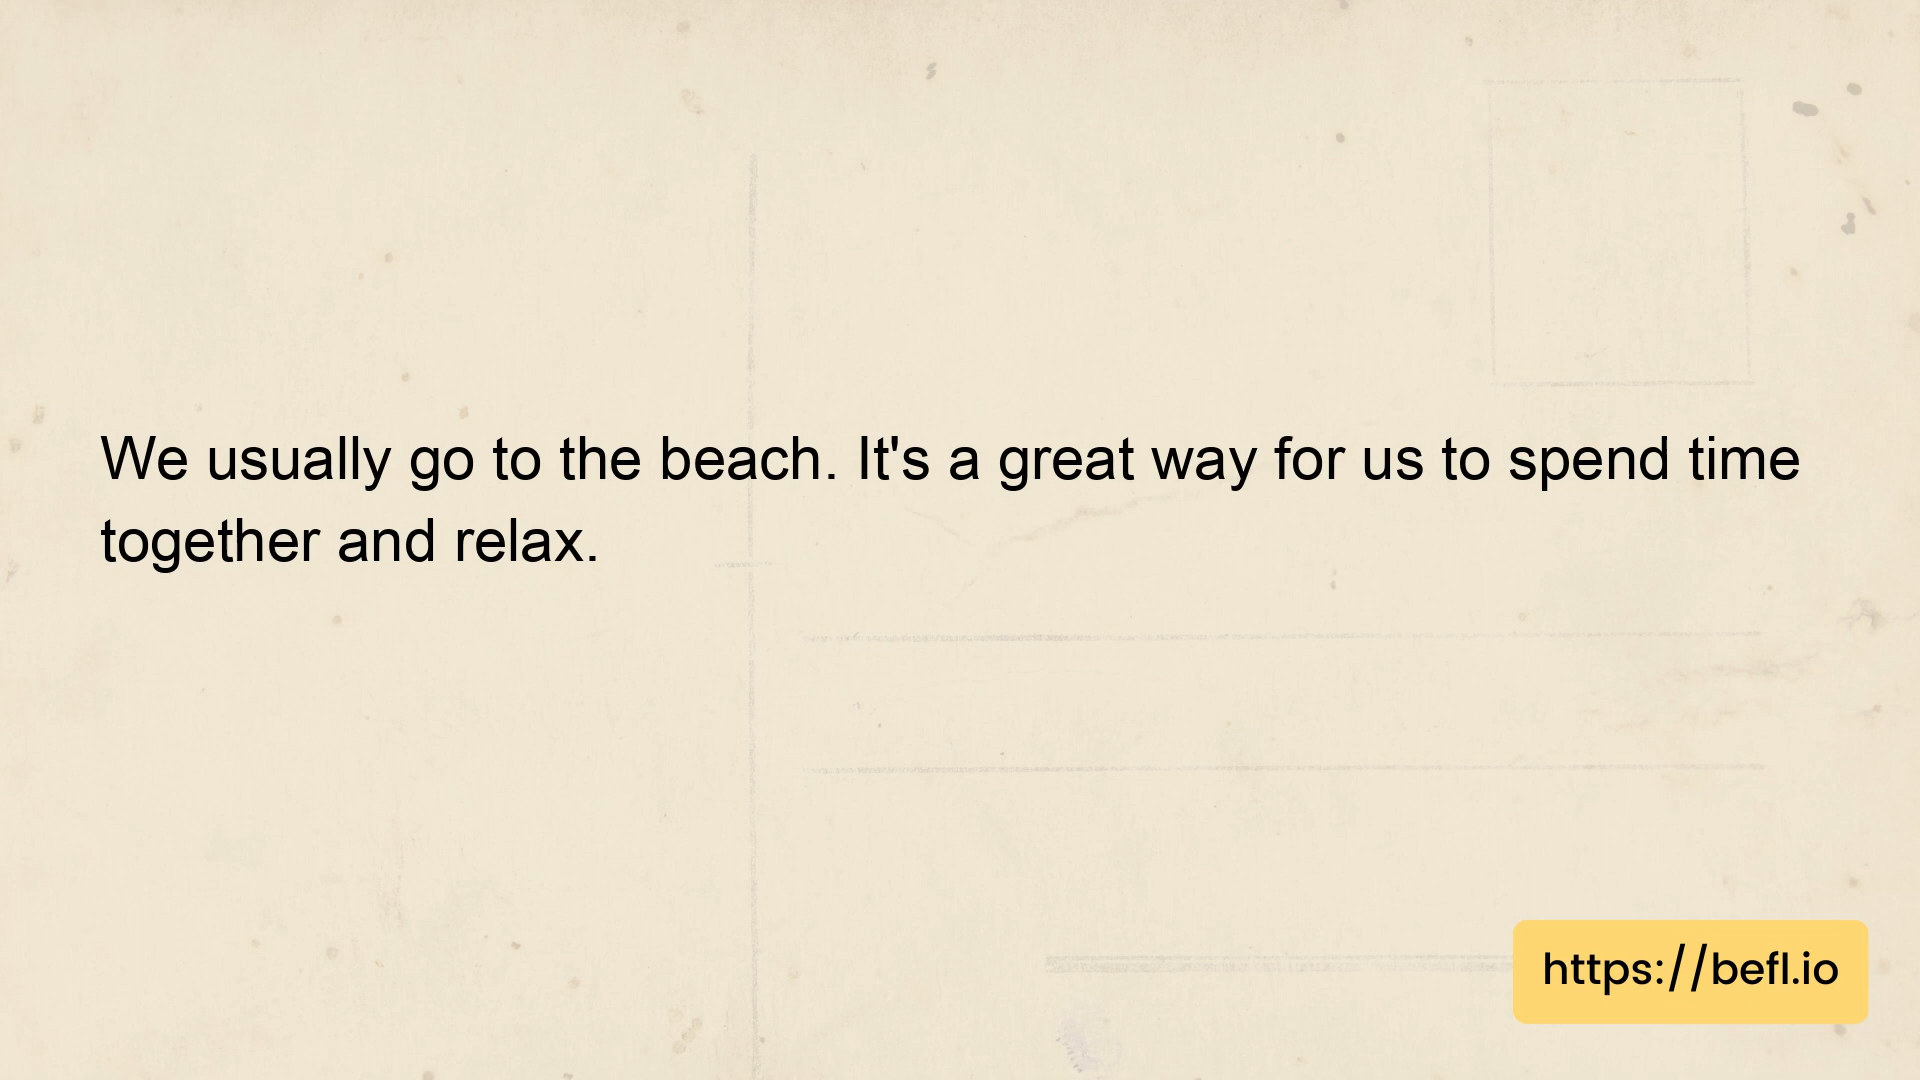 We usually go to the beach. It's a great way for us to spend time
together and relax.
https://befl.io